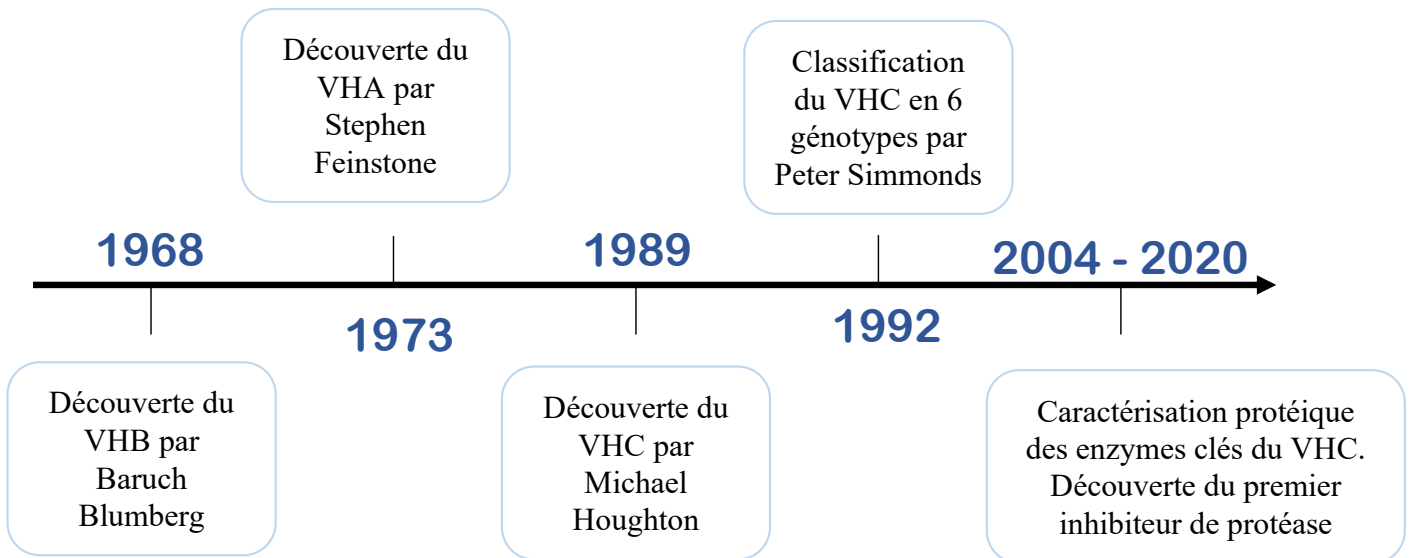 Découverte du
VHA par
Stephen
Feinstone
Classification
du VHC en 6
génotypes par
Peter Simmonds
1968
1989
2004 - 2020
1973
1992
Découverte du
VHB par
Baruch
Blumberg
Découverte du
VHC par
Michael
Houghton
Caractérisation protéique
des enzymes clés du VHC.
Découverte du premier
inhibiteur de protéase